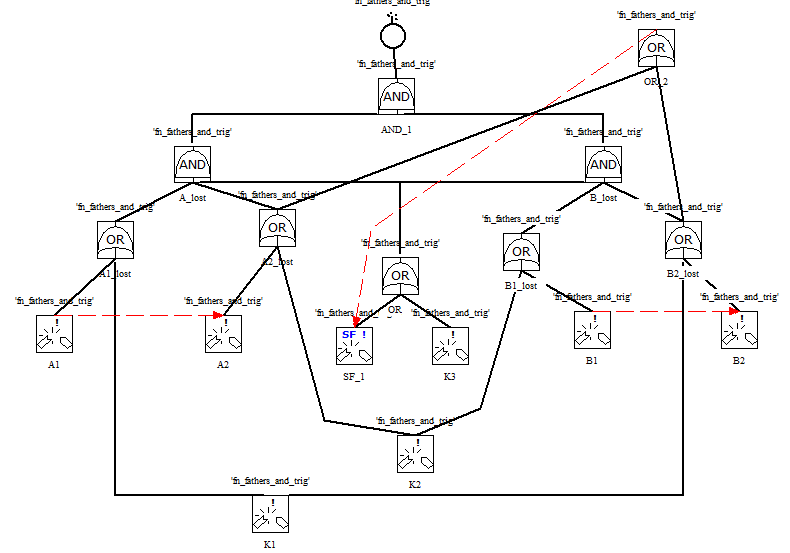 'fn_fathers_and_trig'
'fn_fathers_and_trig'
OR
'fn_fathers_and_trig'
OR_2
AND
AND_1
'fn_fathers_and_trig'
'fn_fathers_and_trig'
AND
AND
A_lost
'fn_fathers_and_trig'
B_lost
'fn_fathers_and_trig'
'fn_fathers_and_trig'
'fn_fathers_and_trig'
OR
OR
'fn_fathers_and_trig'
OR
OR
A1_lost
A2_lost
OR
B1_lost
B2_lost
'fn_fathers_and_trig'
'fn_fathers_and_trig'
'fn_fathers_and_trig'
OR
'fn_fathers_and_trig'
'fn_fathers_and_trig'
'fn_fathers_and_trig'
!
!
SF !
!
!
!
A1
A2
SF_1
K3
B1
B2
'fn_fathers_and_trig'
!
K2
'fn_fathers_and_trig'
!
K1